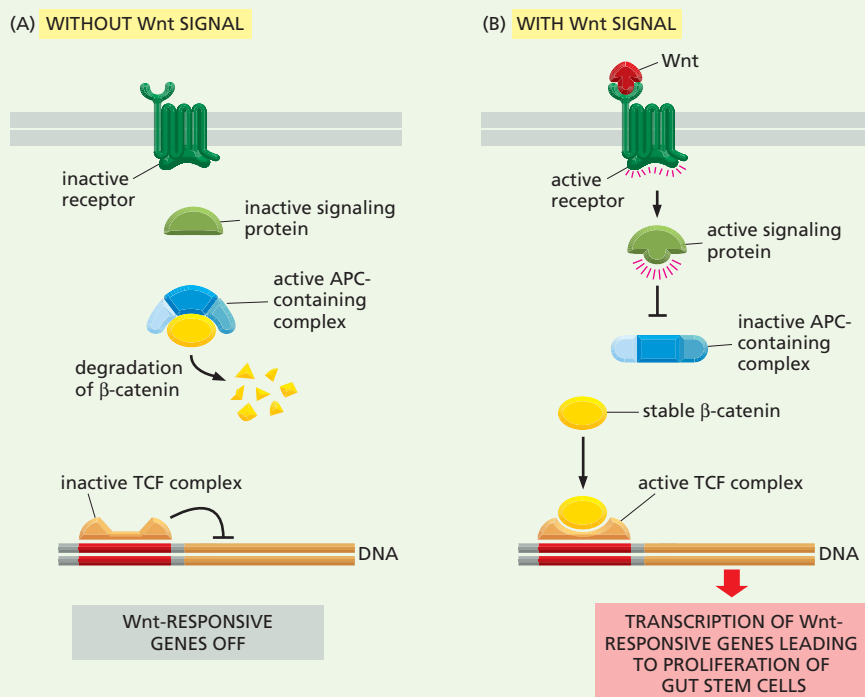 (A) WITHOUT Wnt SIGNAL
inactive
receptor
inactive signaling
protein
active APC-
containing
complex
degradation
of β-catenin
inactive TCF complex
DNA
Wnt-RESPONSIVE
GENES OFF
(B) WITH Wnt SIGNAL
Wnt
active
receptor
active signaling
protein
inactive APC-
containing
complex
stable β-catenin
active TCF complex
DNA
TRANSCRIPTION OF Wnt-
RESPONSIVE GENES LEADING
TO PROLIFERATION OF
GUT STEM CELLS